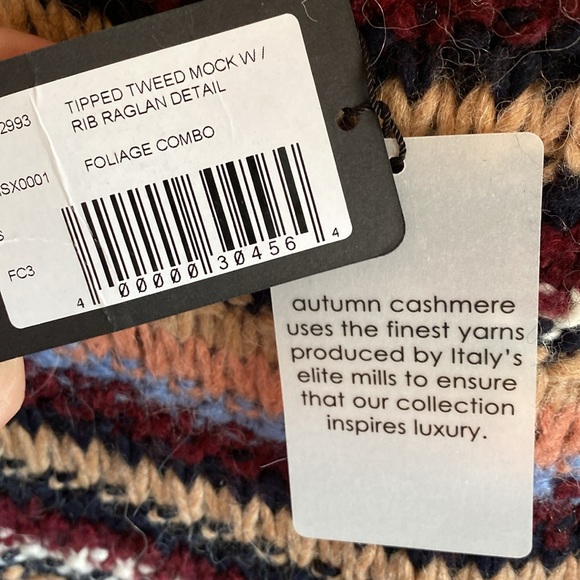 2993
TIPPED TWEED MOCK W /
RIB RAGLAN DETAIL
SX0001
FOLIAGE COMBO
S
FC3
4 00000 30456 4
autumn cashmere
uses the finest yarns
produced by Italy's
elite mills to ensure
that our collection
inspires luxury.